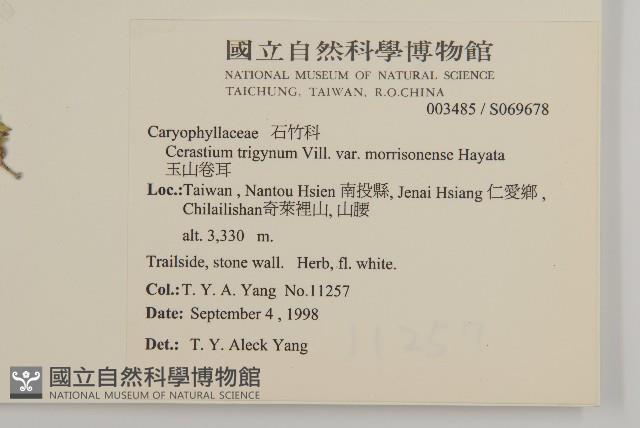 國立自然科學博物館
NATIONAL MUSEUM OF NATURAL SCIENCE
TAICHUNG, TAIWAN, R.O.CHINA
003485 / S069678
Caryophyllaceae 石竹科
Cerastium trigynum Vill. var. morrisonense Hayata
玉山卷耳
Loc.:Taiwan , Nantou Hsien 南投縣, Jenai Hsiang 仁愛鄉 ,
Chilailishan奇萊裡山, 山腰
alt. 3,330 m.
Trailside, stone wall. Herb, fl. white.
Col.: T. Y. A. Yang No.11257
Date: September 4 , 1998
Det.: T. Y. Aleck Yang
11257
國立自然科學博物館
NATIONAL MUSEUM OF NATURAL SCIENCE